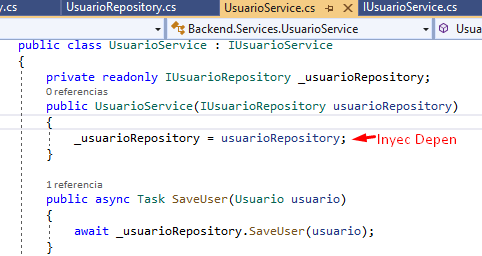 y.cs UsuarioRepository.cs UsuarioService.cs IUsuarioService.cs
Backend.Services.UsuarioService Usua
public class UsuarioService : IUsuarioService
{
private readonly IUsuarioRepository _usuarioRepository;
0 referencias
public UsuarioService(IUsuarioRepository usuarioRepository)
{
_usuarioRepository = usuarioRepository; Inyec Depen
}
1 referencia
public async Task SaveUser(Usuario usuario)
{
await _usuarioRepository.SaveUser(usuario);
}